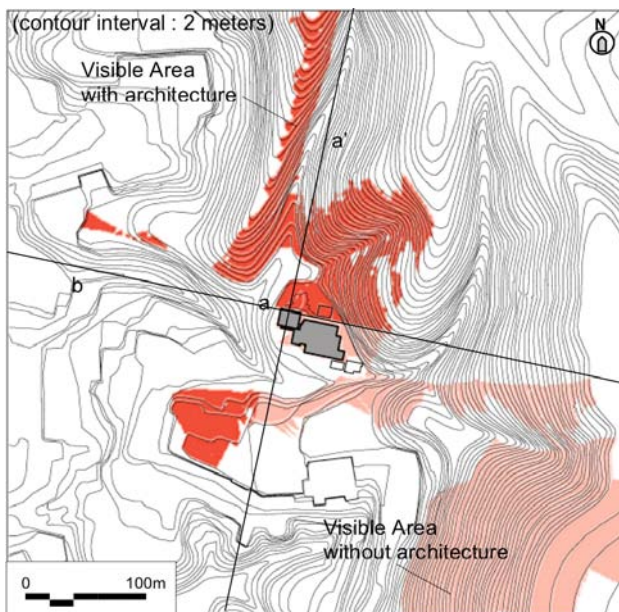 (contour interval : 2 meters)
N
Visible Area
with architecture
a'
b
a
Visible Area
without architecture
0
100m